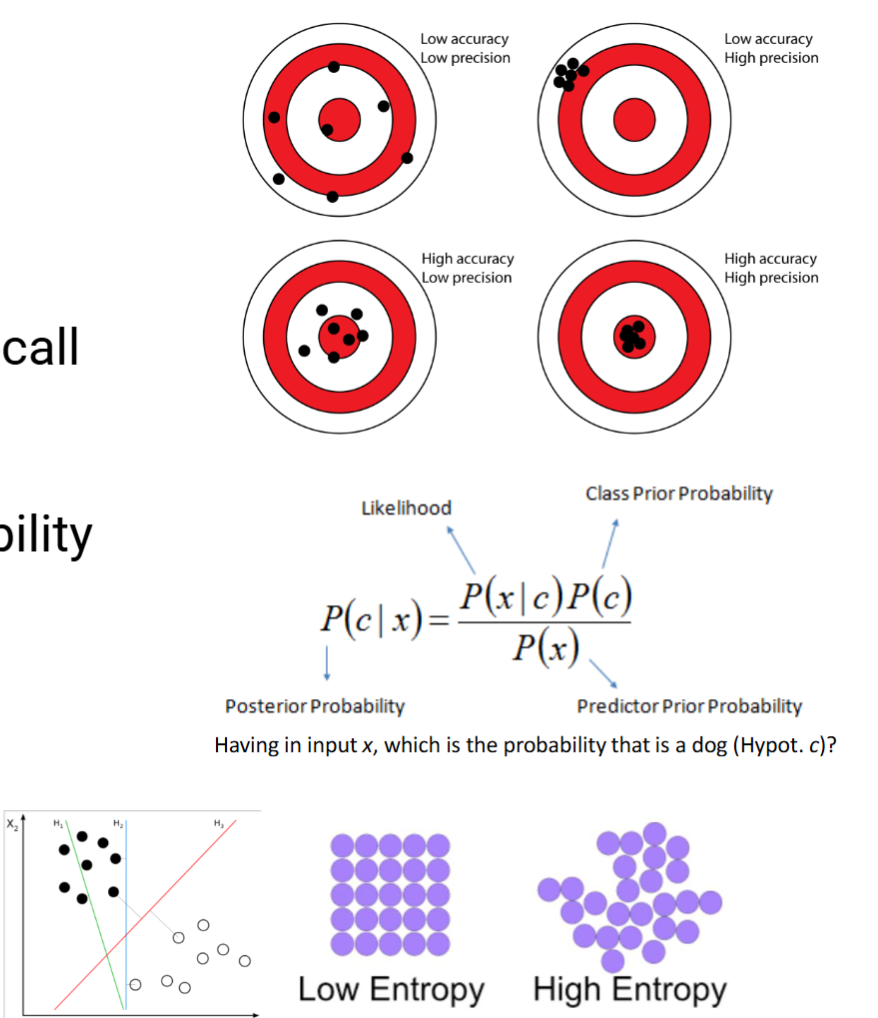 Low accuracy
Low precision
Low accuracy
High precision
High accuracy
Low precision
High accuracy
High precision
call
bility
Likelihood
Class Prior Probability
P(c|x)=P(x|c)P(c)
P(x)
Posterior Probability
Predictor Prior Probability
Having in input x, which is the probability that is a dog (Hypot. c)?
X₂
H₁
H₂
H₃
Low Entropy
High Entropy